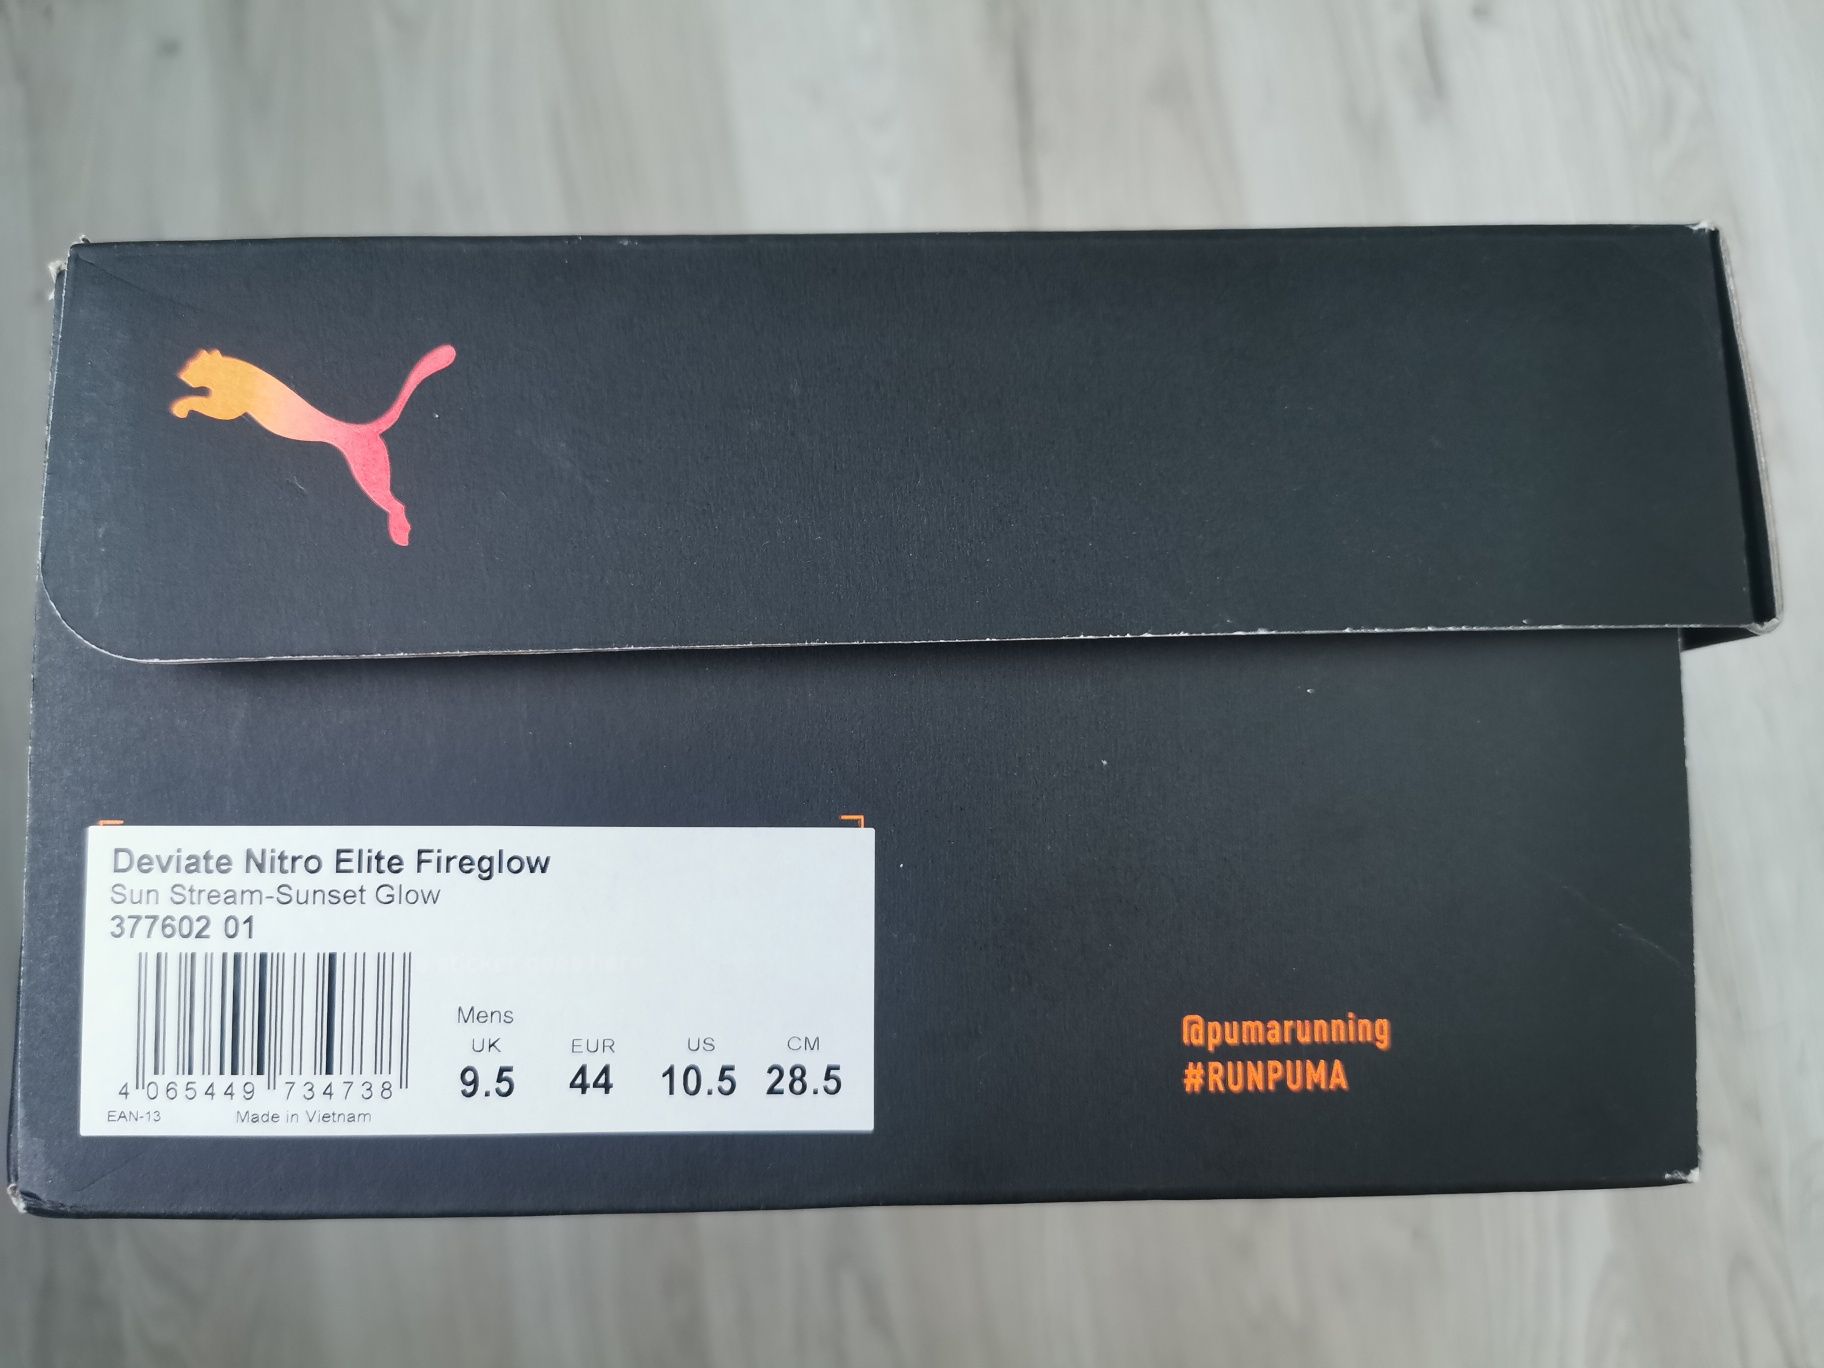 Deviate Nitro Elite Fireglow
Sun Stream-Sunset Glow
377602 01
Mens
UK EUR US CM
9.5 44 10.5 28.5
4 065449 734738
EAN-13 Made in Vietnam
@pumarunning
#RUNPUMA